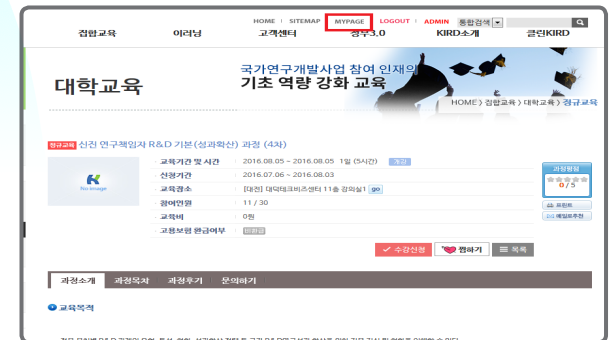 HOME | SITEMAP MYPAGE LOGOUT | ADMIN 통합검색
집합교육 이러닝 고객센터 정부3.0 KIRD소개 클린KIRD
대학교육
국가연구개발사업 참여 인재의
기초 역량 강화 교육
HOME > 집합교육 > 대학교육 > 정규교육
정규교육 신진 연구책임자 R&D 기본(성과확산) 과정 (4차)
No Image
교육기간 및 시간 2016.08.05 ~ 2016.08.05 1일 (5시간) 개강
신청기간 2016.07.06 ~ 2016.08.03
교육장소 [대전] 대덕테크비즈센터 11층 강의실1 go
참여인원 11 / 30
교육비 0원
고용보험 환급여부 비환급
과정평점
0 / 5
프린트
메일로추천
수강신청 찜하기 목록
과정소개 과정목차 과정후기 문의하기
교육목적